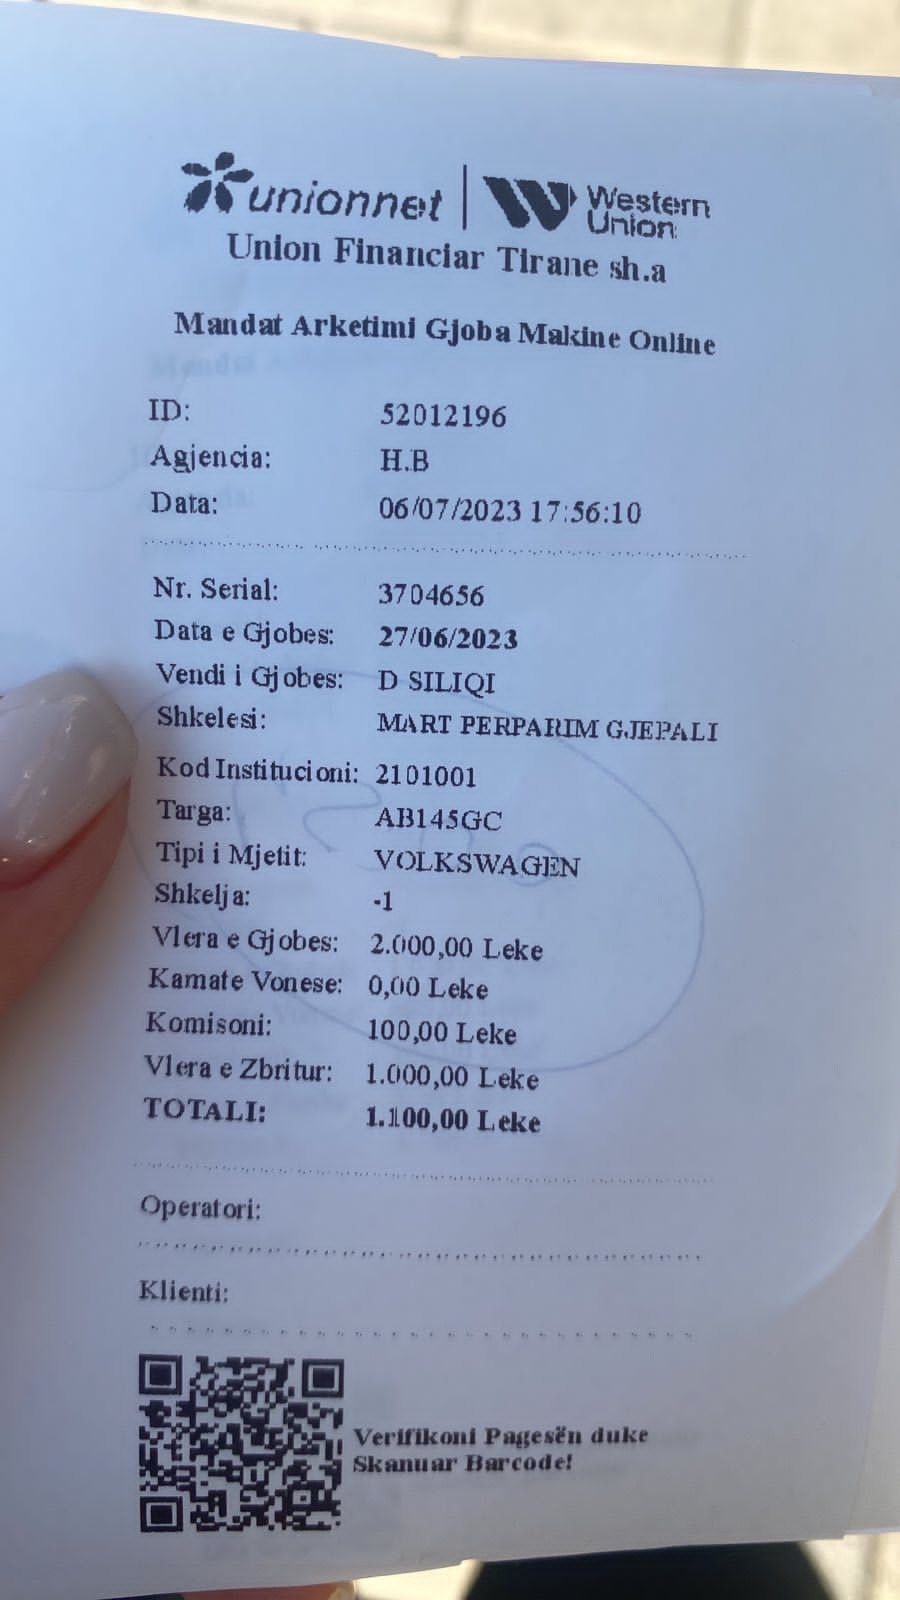 unionnet | Western Union
Union Financiar Tirane sh.a
Mandat Arketimi Gjoba Makine Online
ID: 52012196
Agjencia: H.B
Data: 06/07/2023 17:56:10
Nr. Serial: 3704656
Data e Gjobes: 27/06/2023
Vendi i Gjobes: D SILIQI
Shkelesi: MART PERPARIM GJEPALI
Kod Institucioni: 2101001
Targa: AB145GC
Tipi i Mjetit: VOLKSWAGEN
Shkelja: -1
Vlera e Gjobes: 2.000,00 Leke
Kamate Vonese: 0,00 Leke
Komisoni: 100,00 Leke
Vlera e Zbritur: 1.000,00 Leke
TOTALI: 1.100,00 Leke
Operatori:
Klienti:
Verifikoni Pagesën duke
Skanuar Barcode!